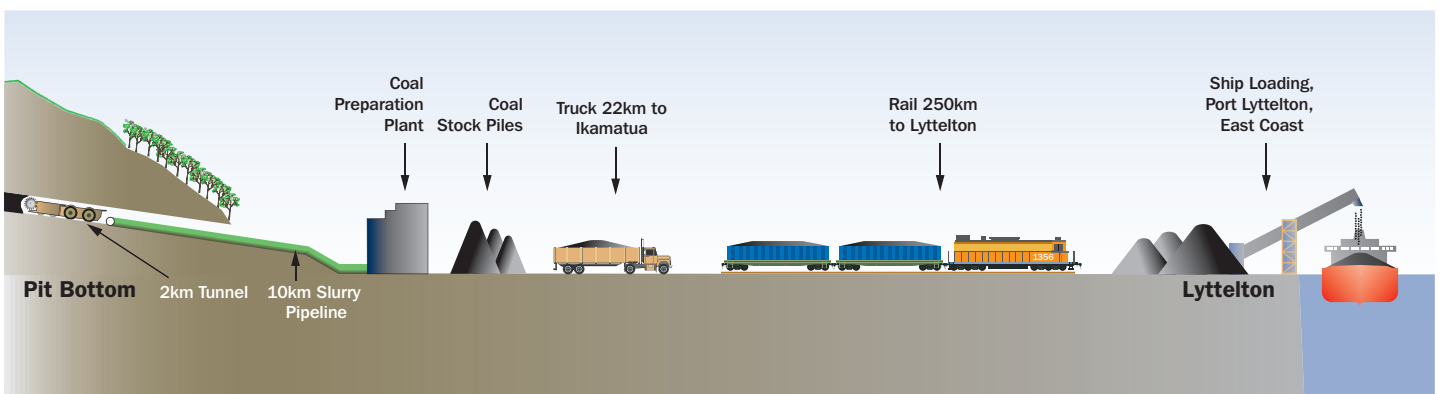 Coal
Preparation
Plant
Coal
Stock Piles
Truck 22km to
Ikamatua
Rail 250km
to Lyttelton
Ship Loading,
Port Lyttelton,
East Coast
1356
Pit Bottom
2km Tunnel
10km Slurry
Pipeline
Lyttelton